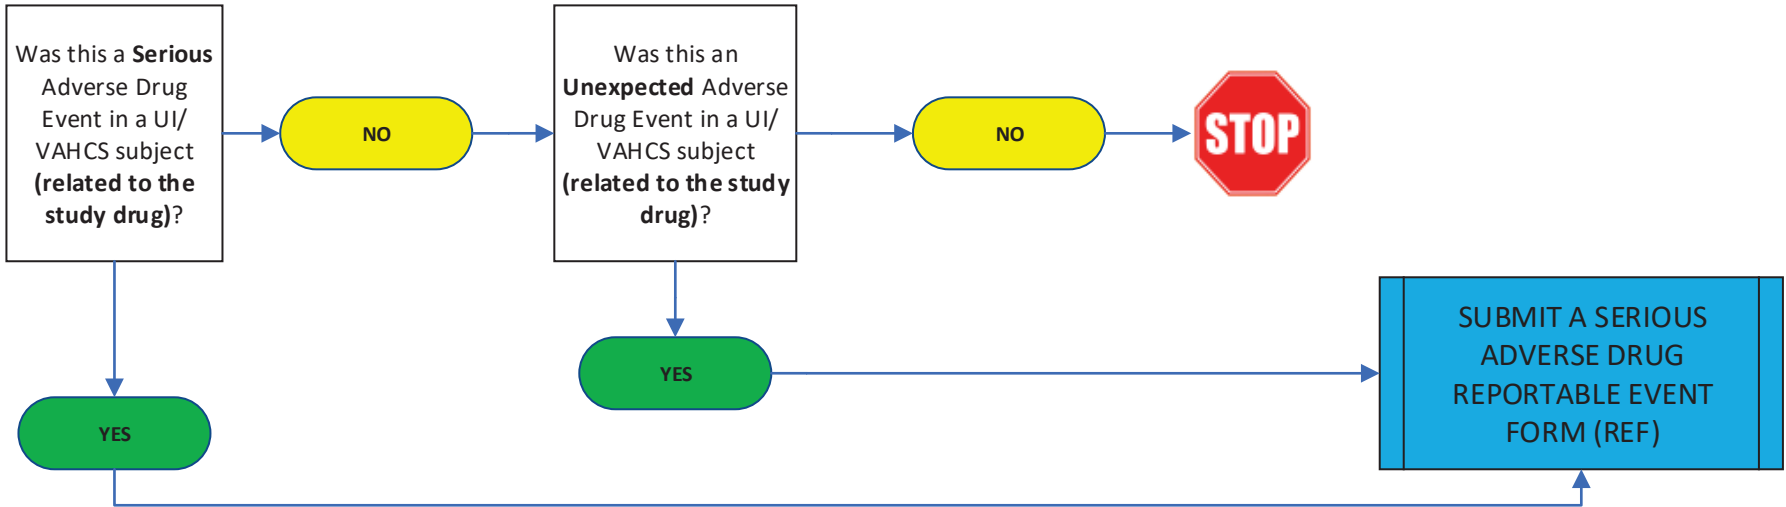 Was this a Serious
Adverse Drug
Event in a UI/
VAHCS subject
(related to the
study drug)?
NO
Was this an
Unexpected Adverse
Drug Event in a UI/
VAHCS subject
(related to the study
drug)?
NO
STOP
YES
YES
SUBMIT A SERIOUS
ADVERSE DRUG
REPORTABLE EVENT
FORM (REF)